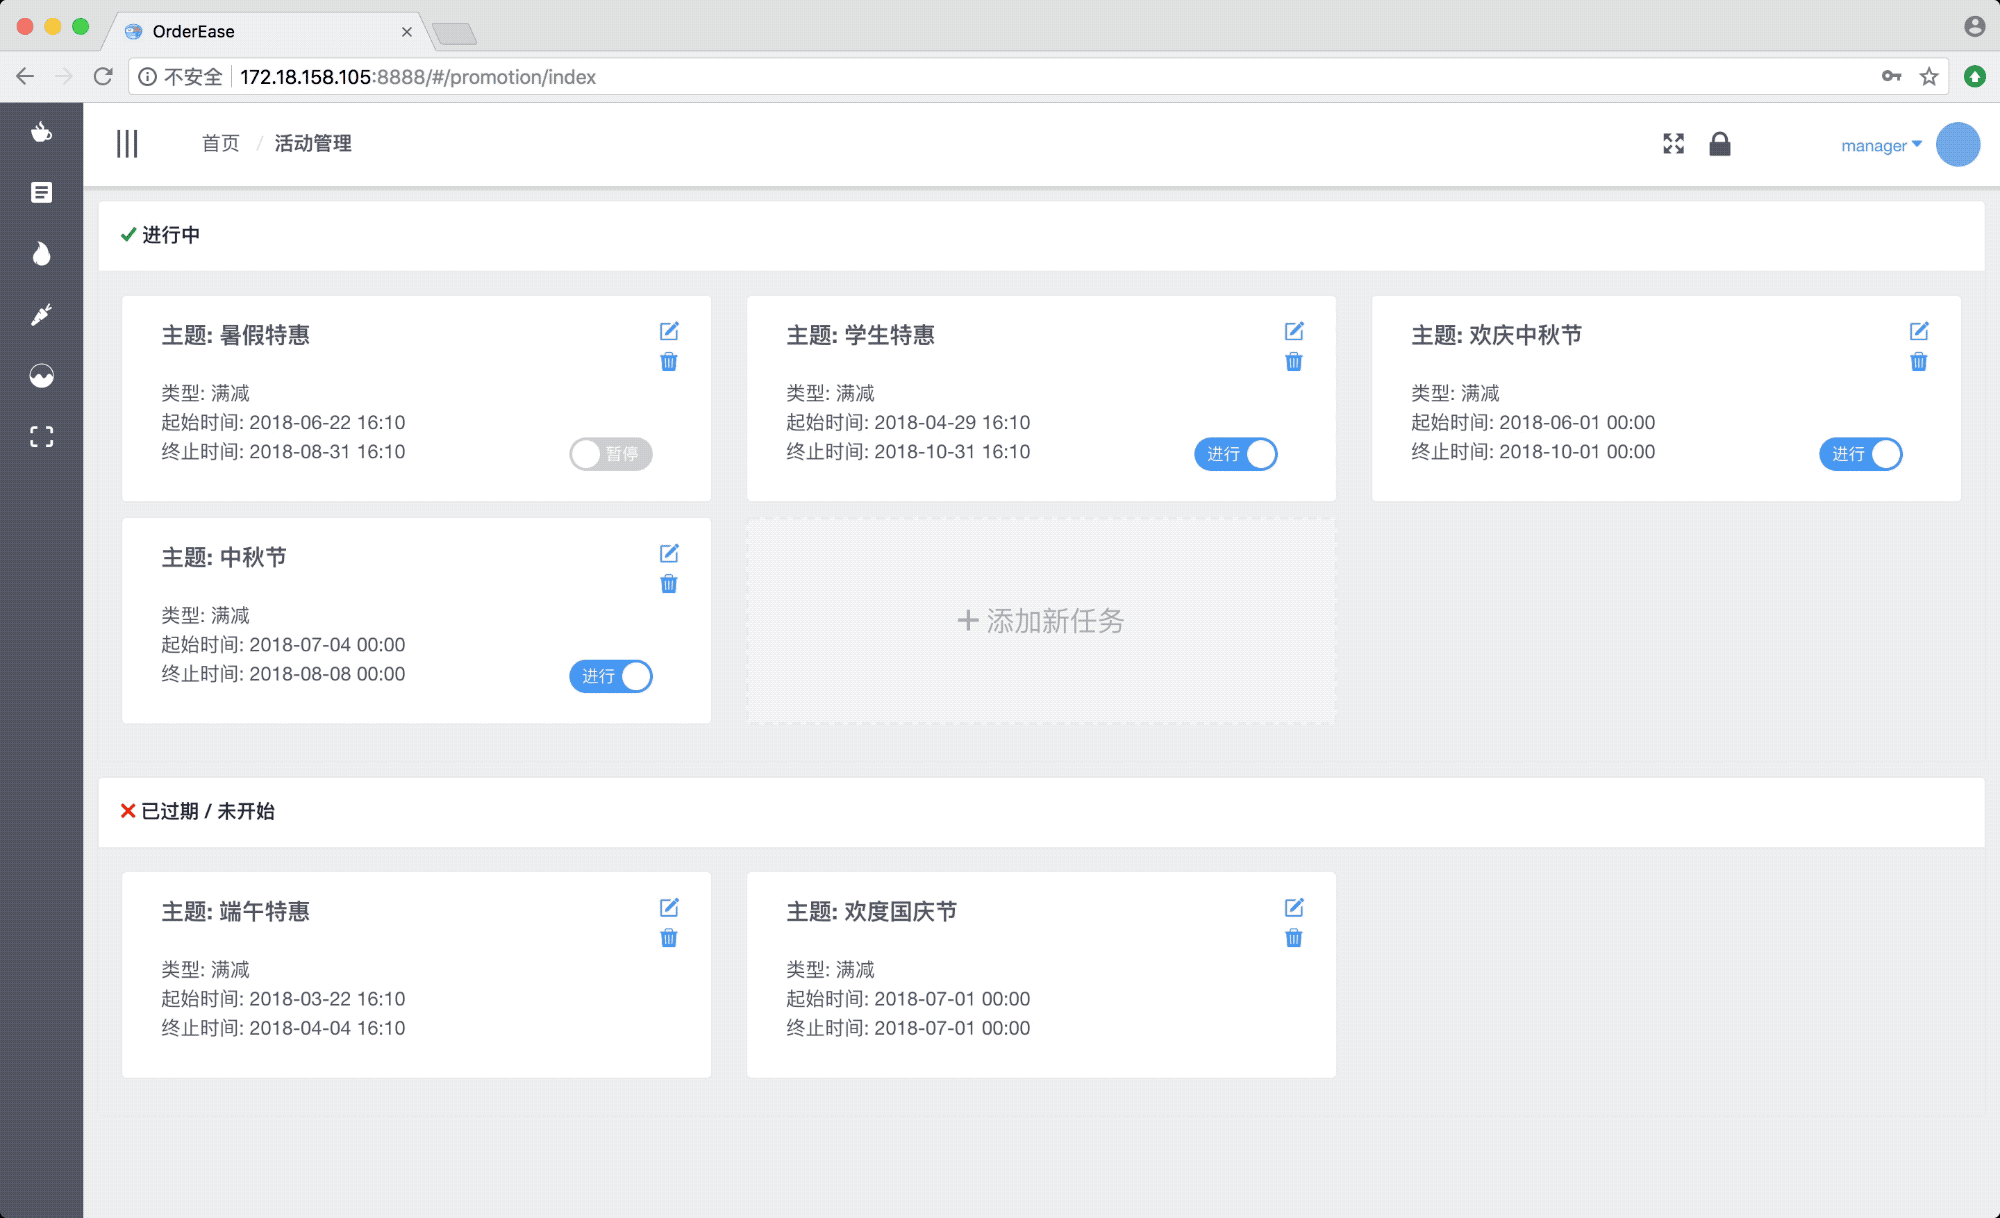 OrderEase
不安全 172.18.158.105:8888/#/promotion/index
首页 / 活动管理
manager
进行中
主题: 暑假特惠
类型: 满减
起始时间: 2018-06-22 16:10
终止时间: 2018-08-31 16:10
暂停
主题: 学生特惠
类型: 满减
起始时间: 2018-04-29 16:10
终止时间: 2018-10-31 16:10
进行
主题: 欢庆中秋节
类型: 满减
起始时间: 2018-06-01 00:00
终止时间: 2018-10-01 00:00
进行
主题: 中秋节
类型: 满减
起始时间: 2018-07-04 00:00
终止时间: 2018-08-08 00:00
进行
+ 添加新任务
已过期 / 未开始
主题: 端午特惠
类型: 满减
起始时间: 2018-03-22 16:10
终止时间: 2018-04-04 16:10
主题: 欢度国庆节
类型: 满减
起始时间: 2018-07-01 00:00
终止时间: 2018-07-01 00:00